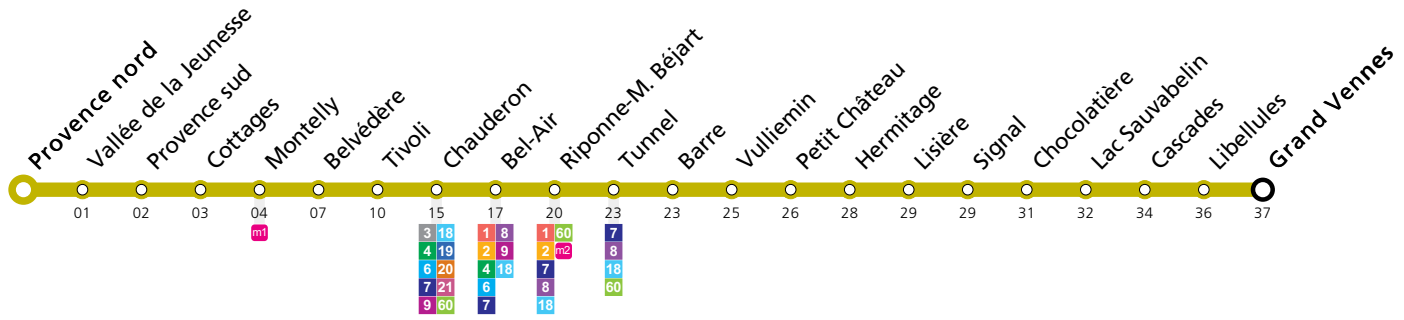 Provence nord
Vallée de la Jeunesse
Provence sud
Cottages
Montelly
Belvédère
Tivoli
Chauderon
Bel-Air
Riponne-M. Béjart
Tunnel
Barre
Vulliemin
Petit Château
Hermitage
Lisière
Signal
Chocolatière
Lac Sauvabelin
Cascades
Libellules
Grand Vennes
01 02 03 04 07 10 15 17 20 23 23 25 26 28 29 29 31 32 34 36 37
m1
3 18
4 19
6 20
7 21
9 60
1 8
2 9
4 18
6
7
1 60
2 m2
7
8
18
7
8
18
60